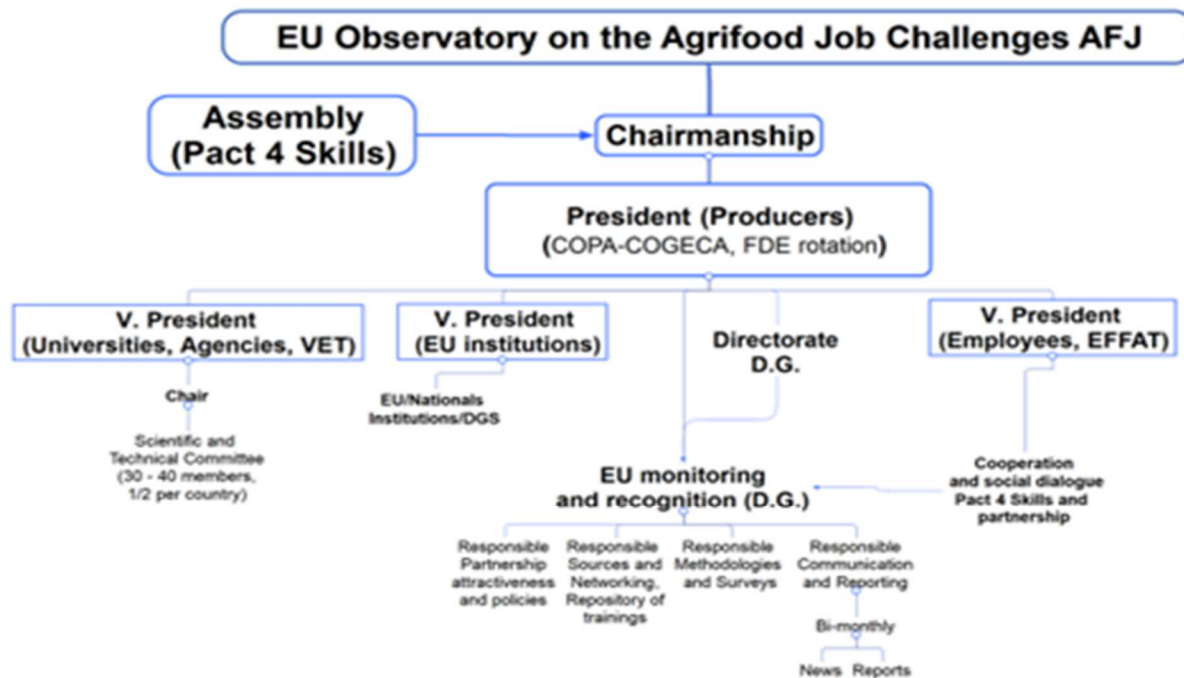 EU Observatory on the Agrifood Job Challenges AFJ
Assembly
(Pact 4 Skills)
Chairmanship
President (Producers)
(COPA-COGECA, FDE rotation)
V. President
(Universities, Agencies, VET)
V. President
(EU institutions)
Directorate
D.G.
V. President
(Employees, EFFAT)
Chair
EU/Nationals
Institutions/DGS
Scientific and
Technical Committee
(30 - 40 members,
1/2 per country)
EU monitoring
and recognition (D.G.)
Cooperation
and social dialogue
Pact 4 Skills and
partnership
Responsible
Partnership
attractiveness
and policies
Responsible
Sources and
Networking,
Repository of
trainings
Responsible
Methodologies
and Surveys
Responsible
Communication
and Reporting
Bi-monthly
News
Reports